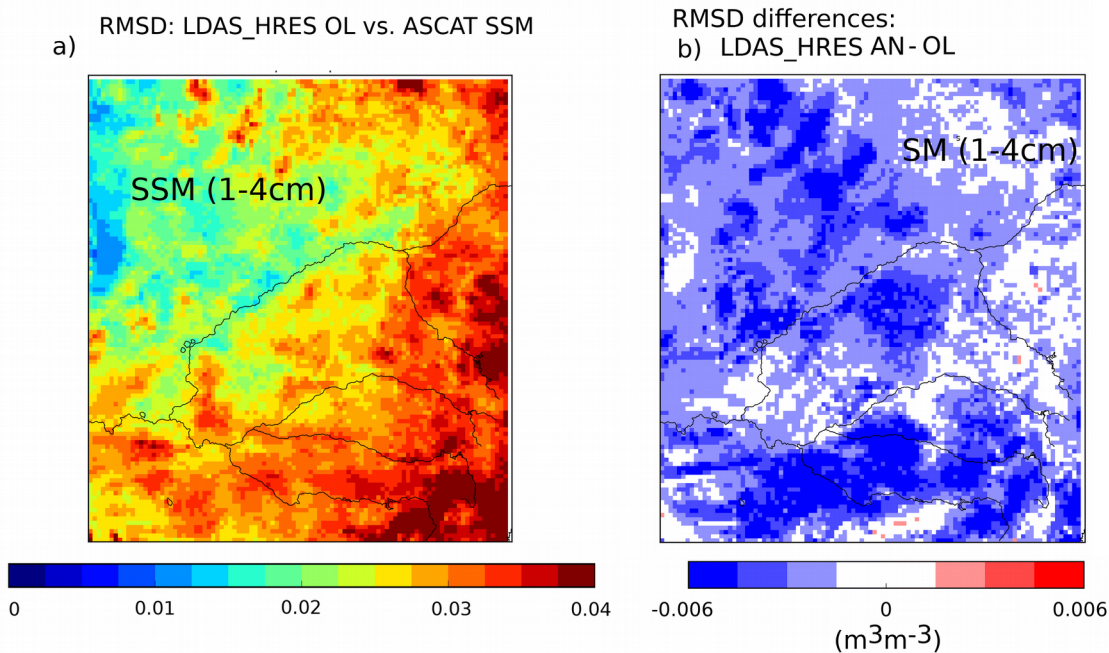 RMSD: LDAS_HRES OL vs. ASCAT SSM
a)
SSM (1-4cm)
0 0.01 0.02 0.03 0.04
RMSD differences:
b) LDAS_HRES AN-OL
SM (1-4cm)
-0.006 0 0.006
(m3m-3)